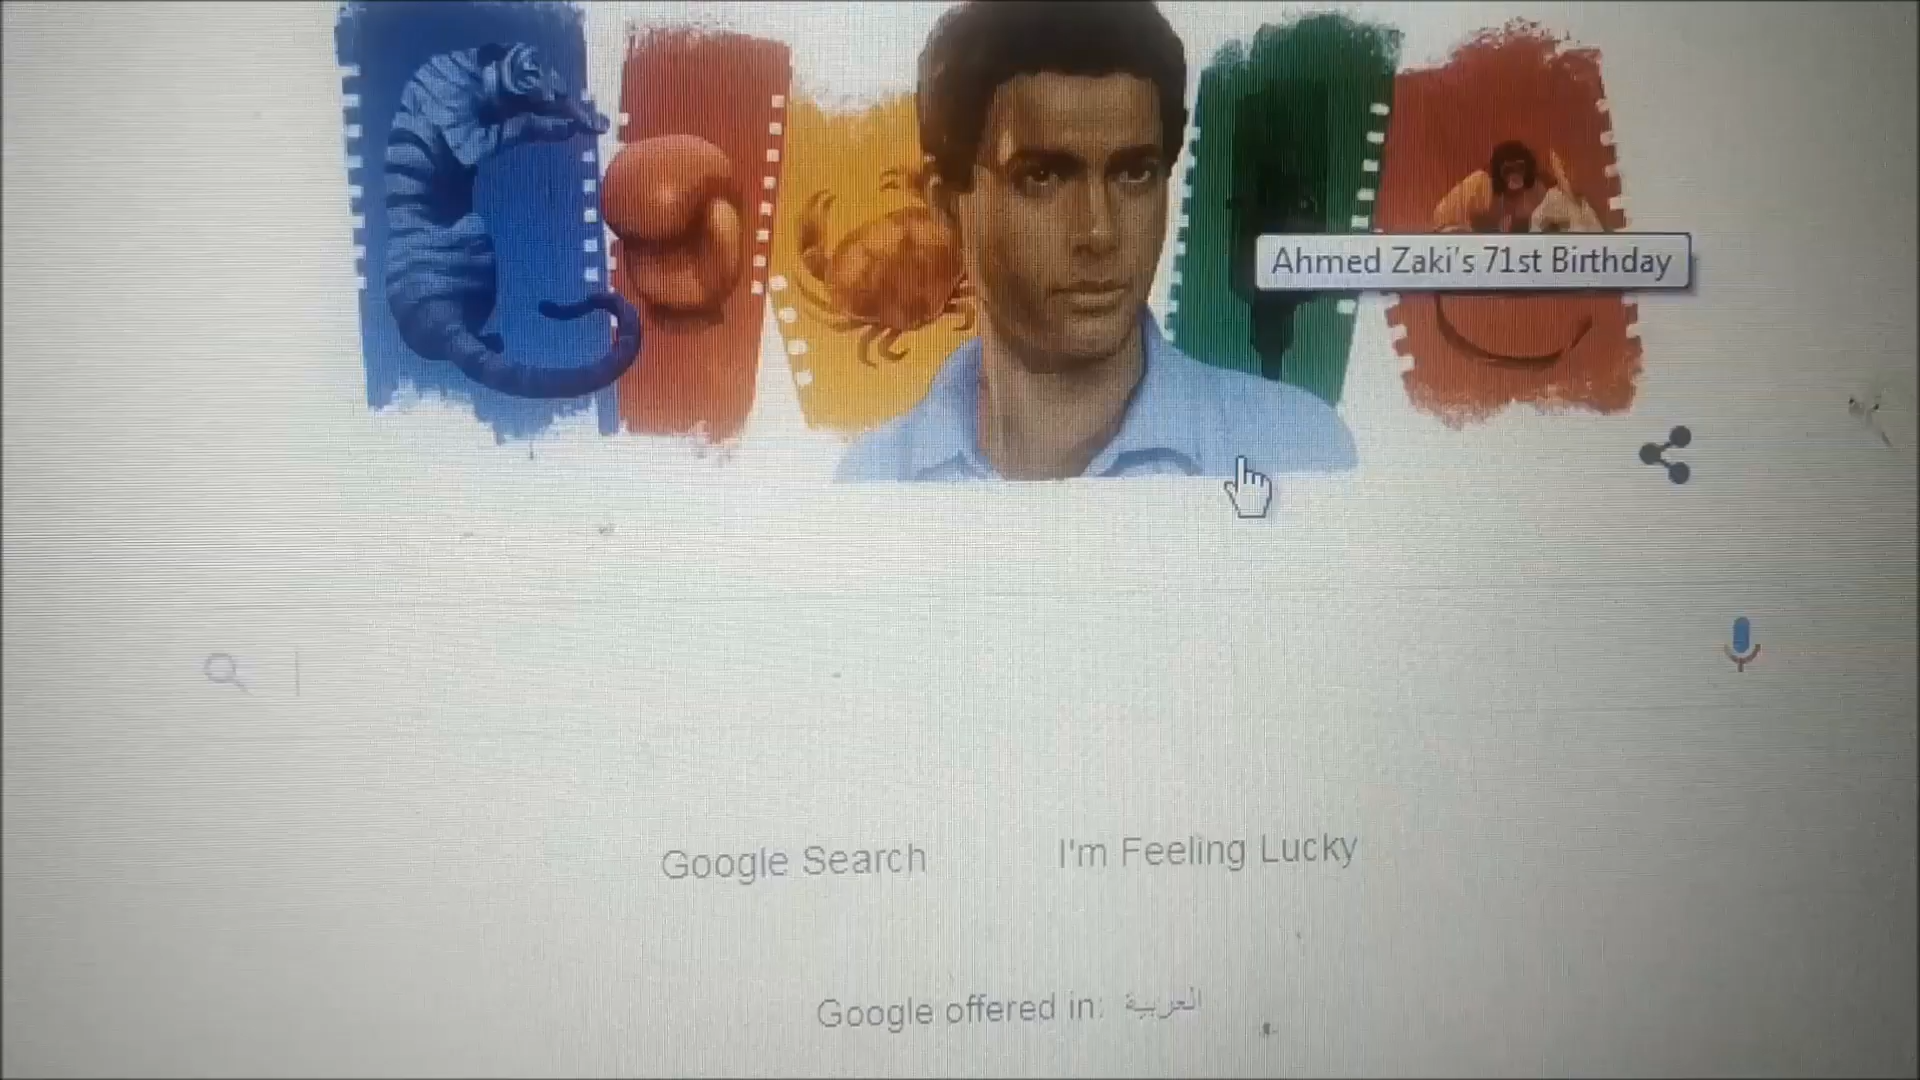 Ahmed Zaki's 71st Birthday
Google Search
I'm Feeling Lucky
Google offered in: العربية